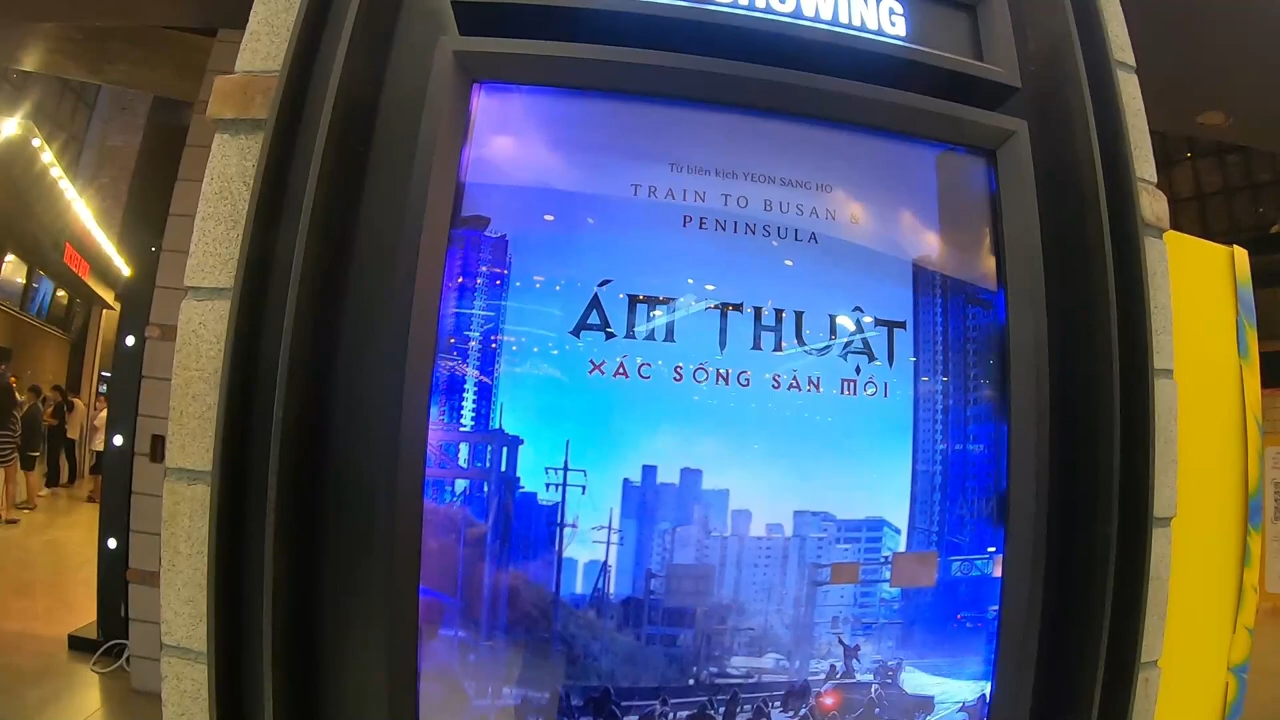 SHOWING
Từ biên kịch YEON SANG HO
TRAIN TO BUSAN &
PENINSULA
ÁM THUẬT
XÁC SỐNG SĂN MỒI